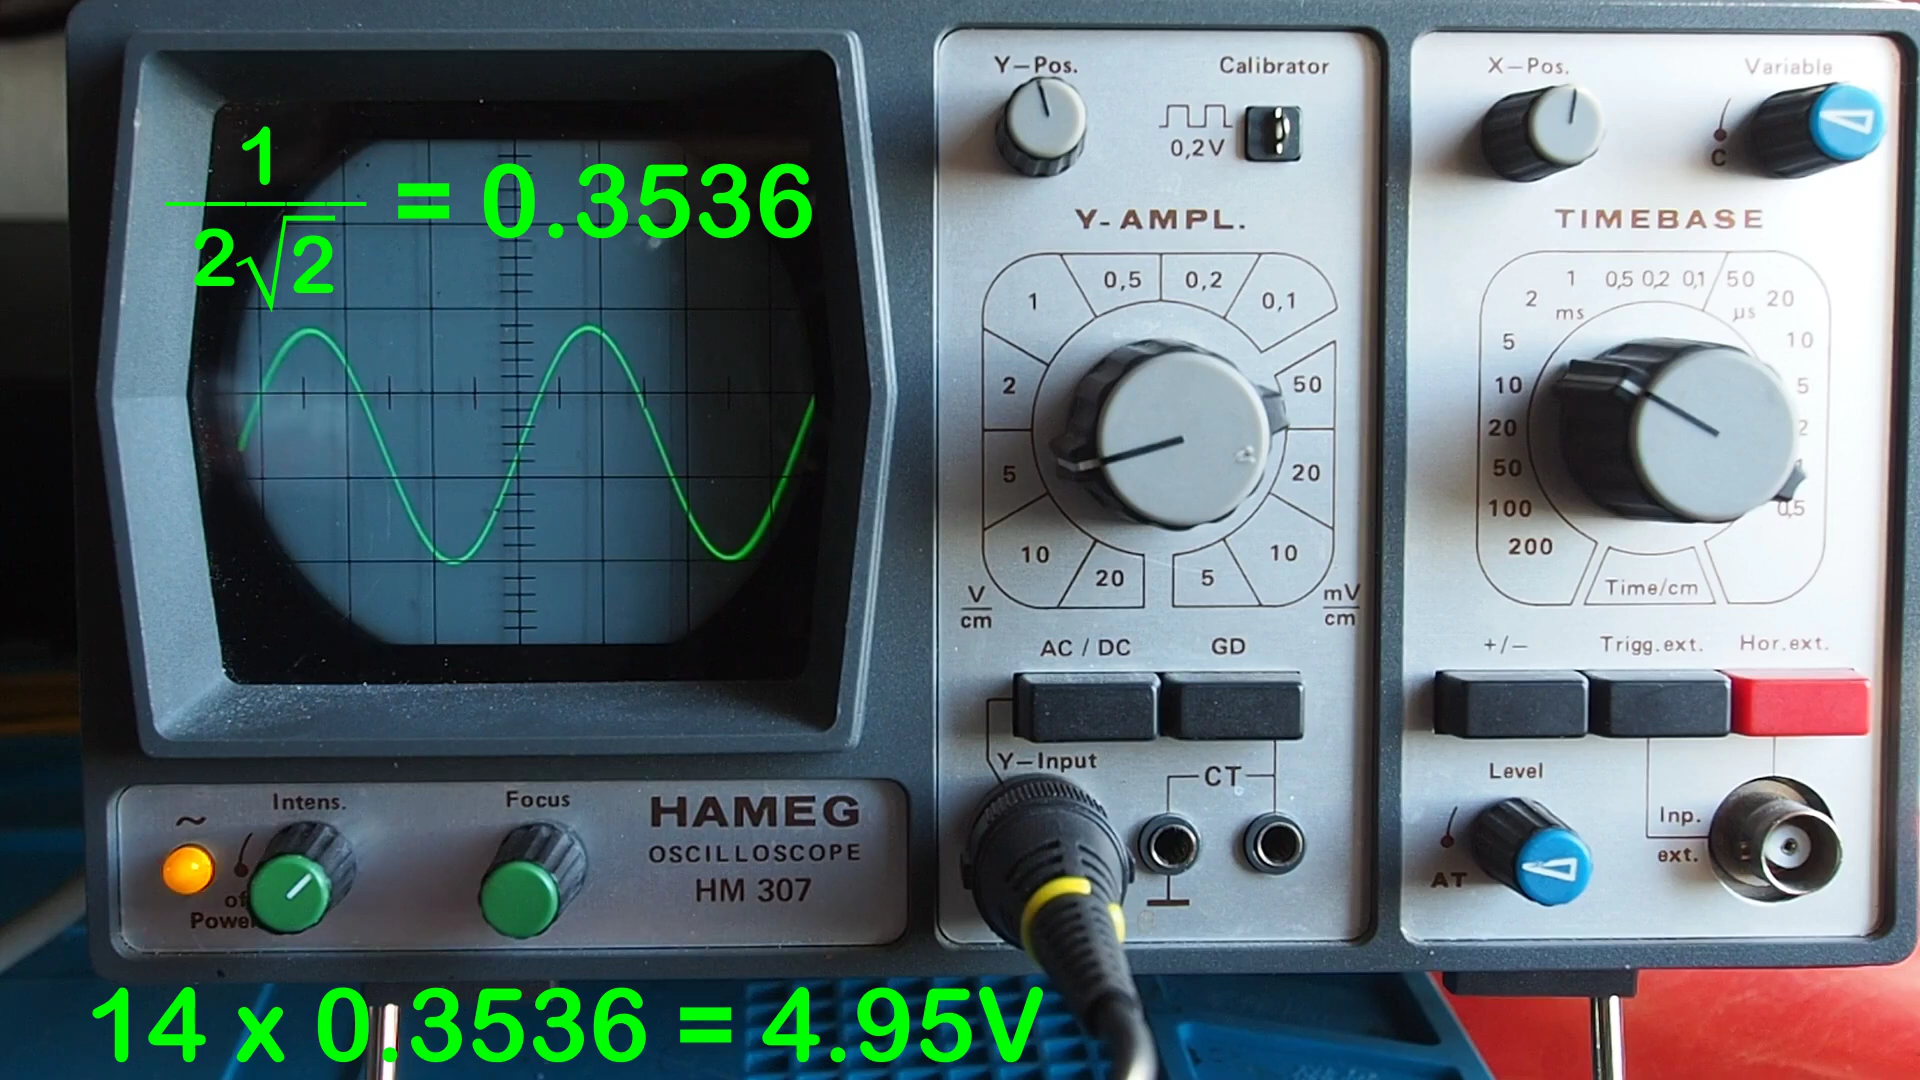 1
2√2
= 0.3536
Y-Pos.
Calibrator
0,2V
Y-AMPL.
1
0,5
0,2
0,1
2
50
5
20
10
10
20
5
V
cm
mV
cm
AC / DC
GD
Y-Input
CT
X-Pos.
Variable
C
TIMEBASE
2
1
ms
0,5 0,2 0,1
50
µs
20
5
10
10
5
20
2
50
100
0,5
200
Time/cm
+/-
Trigg.ext.
Hor.ext.
Level
AT
Inp.
ext.
~
Intens.
Focus
of
Power
HAMEG
OSCILLOSCOPE
HM 307
14 x 0.3536 = 4.95V